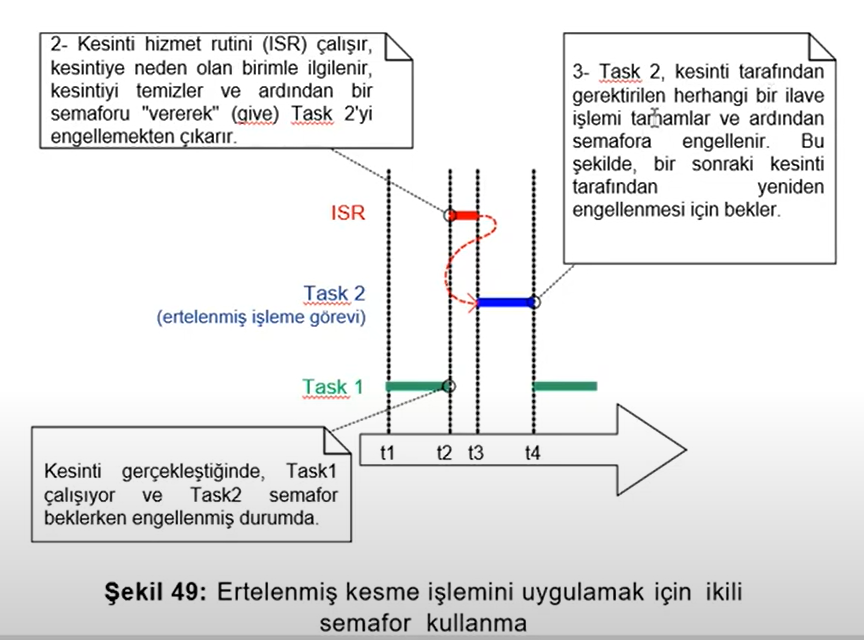 2- Kesinti hizmet rutini (ISR) çalışır,
kesintiye neden olan birimle ilgilenir,
kesintiyi temizler ve ardından bir
semaforu "vererek" (give) Task 2'yi
engellemekten çıkarır.
3- Task 2, kesinti tarafından
gerektirilen herhangi bir ilave
işlemi tamamlar ve ardından
semafora engellenir. Bu
şekilde, bir sonraki kesinti
tarafından yeniden
engellenmesi için bekler.
ISR
Task 2
(ertelenmiş işleme görevi)
Task 1
t1 t2 t3 t4
Kesinti gerçekleştiğinde, Task1
çalışıyor ve Task2 semafor
beklerken engellenmiş durumda.
Şekil 49: Ertelenmiş kesme işlemini uygulamak için ikili
semafor kullanma